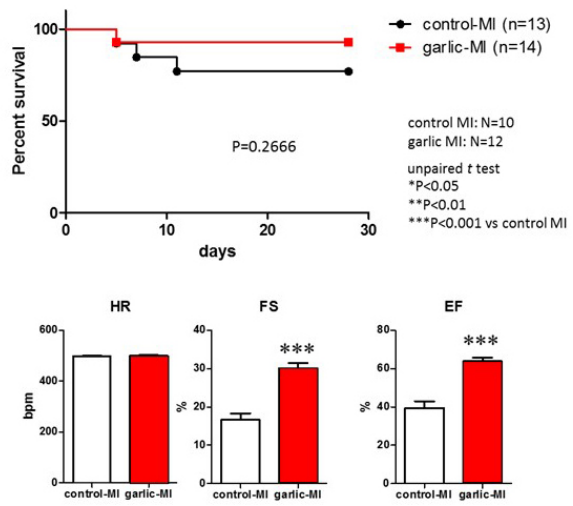 control-MI (n=13)
garlic-MI (n=14)
Percent survival
100
50
0
P=0.2666
0 10 20 30
days
control MI: N=10
garlic MI: N=12
unpaired t test
*P<0.05
**P<0.01
***P<0.001 vs control MI
HR
bpm
600
400
200
0
control-MI garlic-MI
FS
%
40
30
20
10
0
***
control-MI garlic-MI
EF
%
80
60
40
20
0
***
control-MI garlic-MI